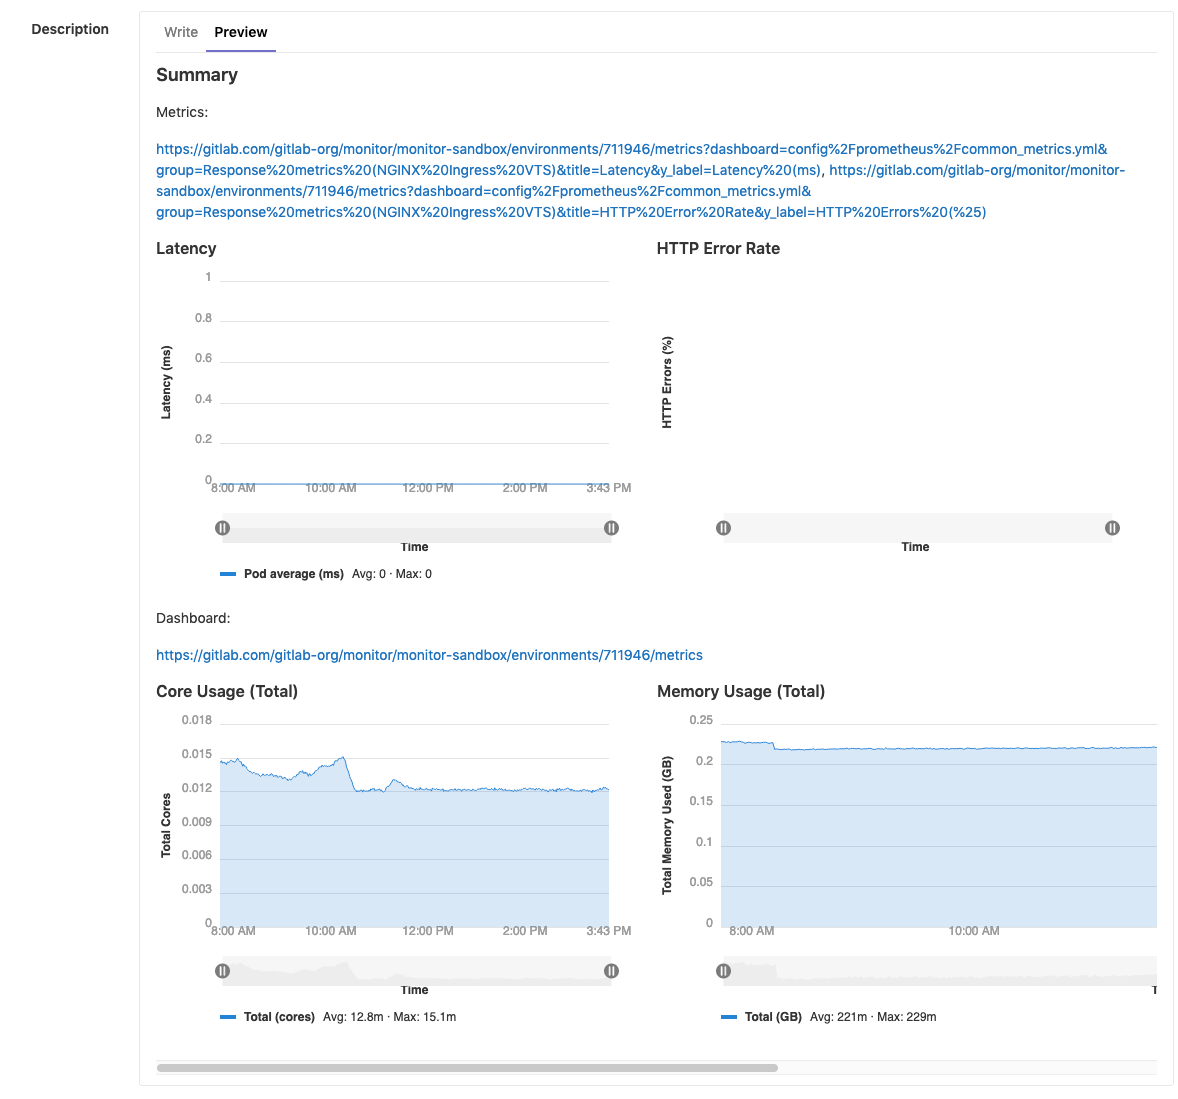 Description
Write Preview
Summary
Metrics:
https://gitlab.com/gitlab-org/monitor/monitor-sandbox/environments/711946/metrics?dashboard=config%2Fprometheus%2Fcommon_metrics.yml&
group=Response%20metrics%20(NGINX%20Ingress%20VTS)&title=Latency&y_label=Latency%20(ms), https://gitlab.com/gitlab-org/monitor/monitor-
sandbox/environments/711946/metrics?dashboard=config%2Fprometheus%2Fcommon_metrics.yml&
group=Response%20metrics%20(NGINX%20Ingress%20VTS)&title=HTTP%20Error%20Rate&y_label=HTTP%20Errors%20(%25)
Latency
1
0.8
0.6
0.4
0.2
0
Latency (ms)
8:00 AM 10:00 AM 12:00 PM 2:00 PM 3:43 PM
Time
Pod average (ms) Avg: 0 · Max: 0
HTTP Error Rate
HTTP Errors (%)
Time
Dashboard:
https://gitlab.com/gitlab-org/monitor/monitor-sandbox/environments/711946/metrics
Core Usage (Total)
0.018
0.015
0.012
0.009
0.006
0.003
0
Total Cores
8:00 AM 10:00 AM 12:00 PM 2:00 PM 3:43 PM
Time
Total (cores) Avg: 12.8m · Max: 15.1m
Memory Usage (Total)
0.25
0.2
0.15
0.1
0.05
0
Total Memory Used (GB)
8:00 AM 10:00 AM
T
Total (GB) Avg: 221m · Max: 229m